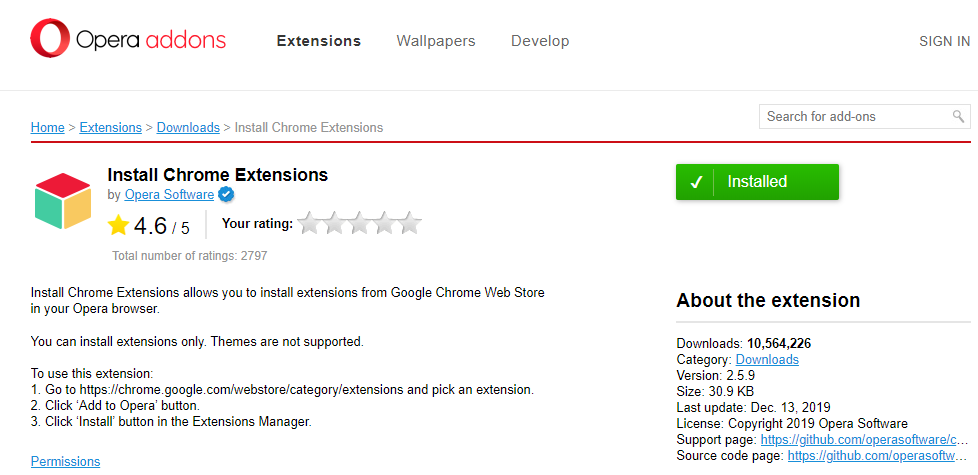 Opera addons
Extensions Wallpapers Develop
SIGN IN
Home > Extensions > Downloads > Install Chrome Extensions
Search for add-ons
Install Chrome Extensions
by Opera Software
4.6 / 5 Your rating:
Total number of ratings: 2797
Installed
Install Chrome Extensions allows you to install extensions from Google Chrome Web Store
in your Opera browser.
You can install extensions only. Themes are not supported.
To use this extension:
1. Go to https://chrome.google.com/webstore/category/extensions and pick an extension.
2. Click ‘Add to Opera’ button.
3. Click ‘Install’ button in the Extensions Manager.
Permissions
About the extension
Downloads: 10,564,226
Category: Downloads
Version: 2.5.9
Size: 30.9 KB
Last update: Dec. 13, 2019
License: Copyright 2019 Opera Software
Support page: https://github.com/operasoftware/c...
Source code page: https://github.com/operasoftw...